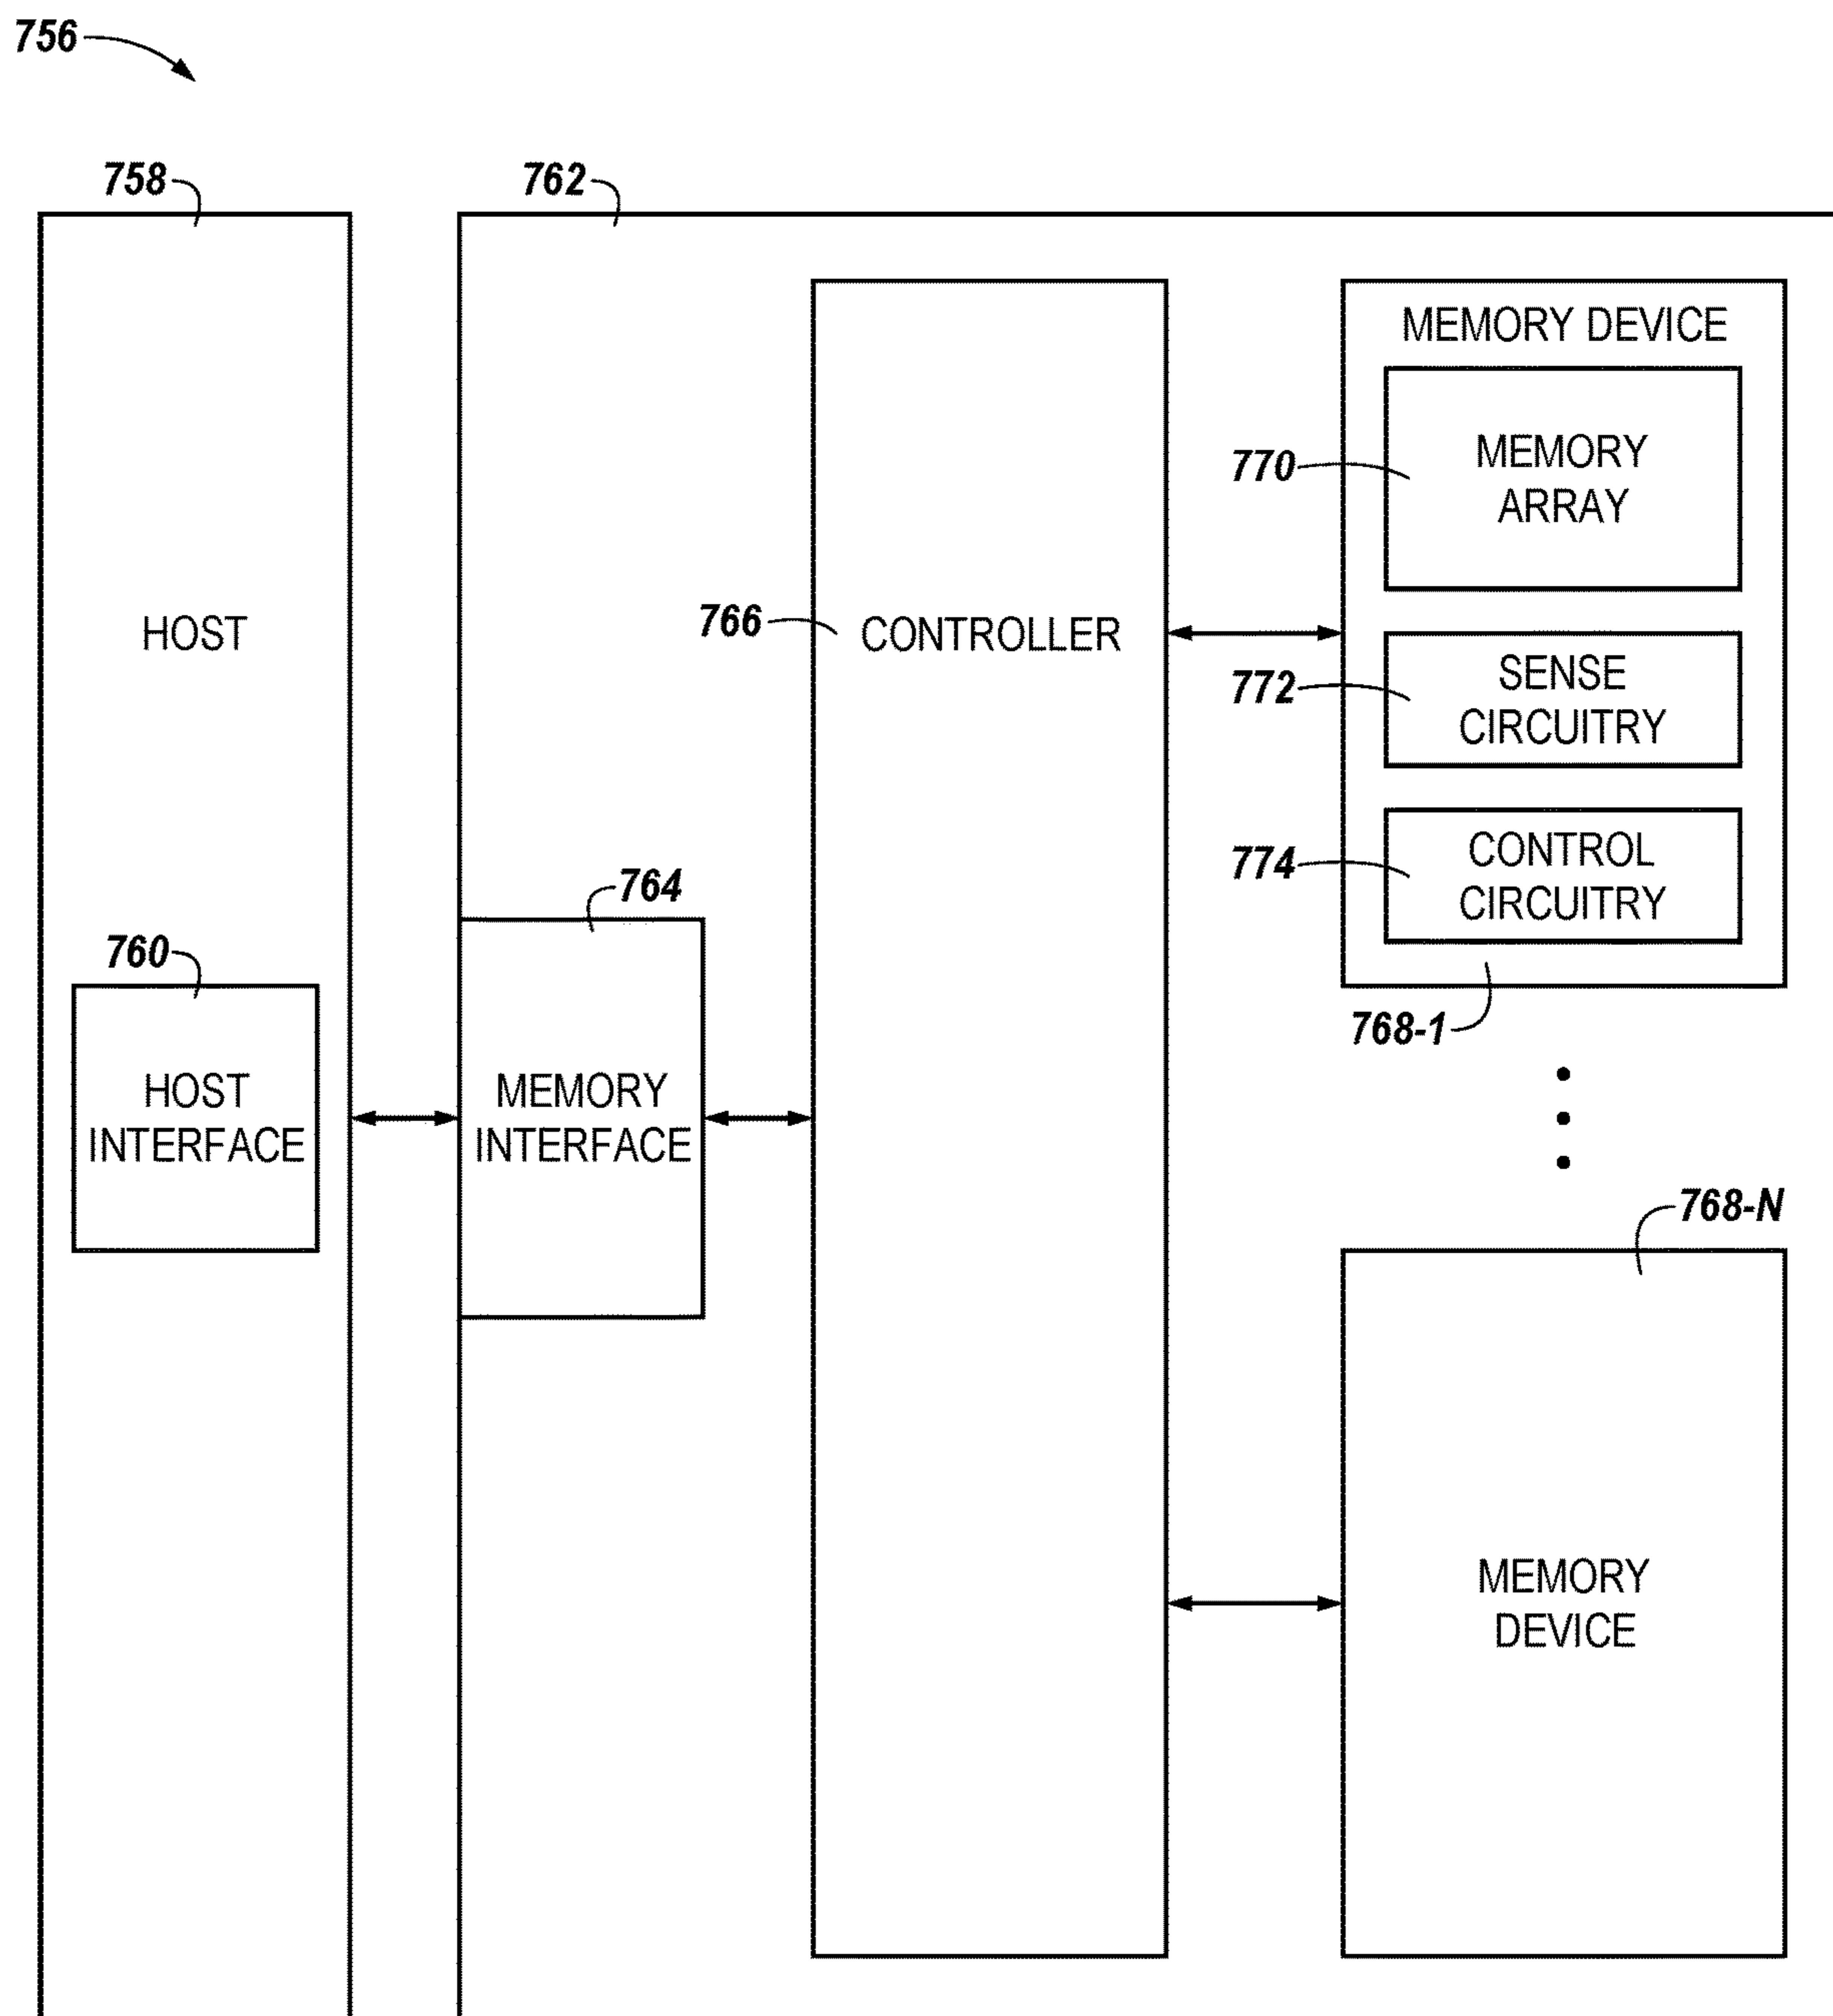 756
758
762
MEMORY DEVICE
770
MEMORY
ARRAY
HOST
766
CONTROLLER
772
SENSE
CIRCUITRY
774
CONTROL
CIRCUITRY
764
760
768-1
HOST
INTERFACE
MEMORY
INTERFACE
768-N
MEMORY
DEVICE